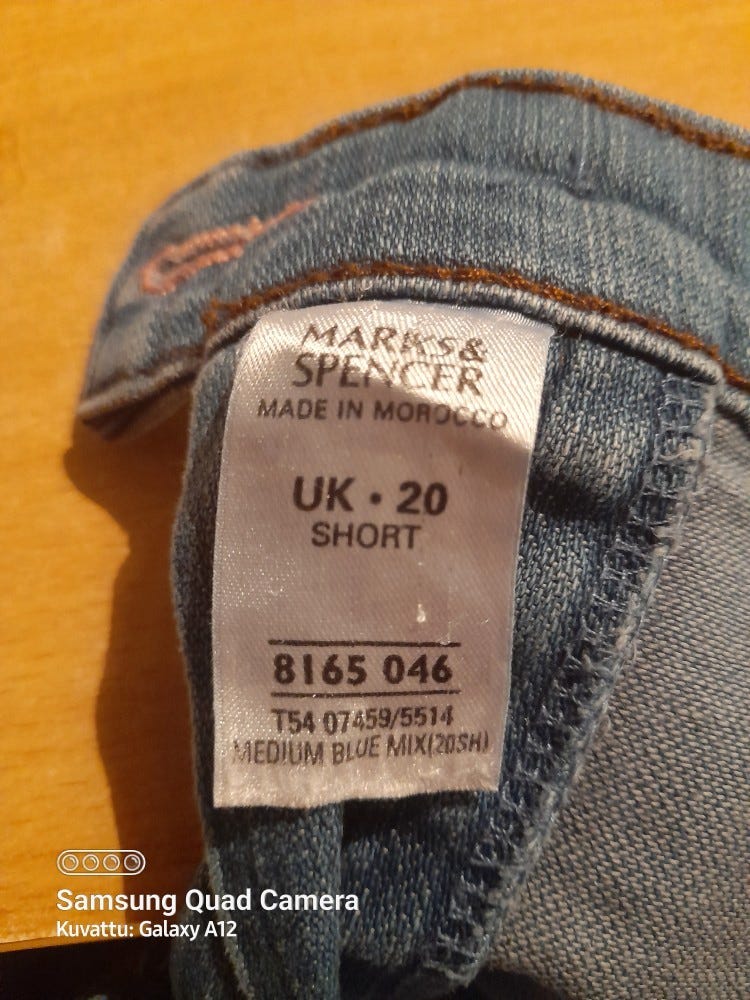 MARKS&
SPENCER
MADE IN MOROCCO
UK • 20
SHORT
8165 046
T54 07459/5514
MEDIUM BLUE MIX(20SH)
Samsung Quad Camera
Kuvattu: Galaxy A12